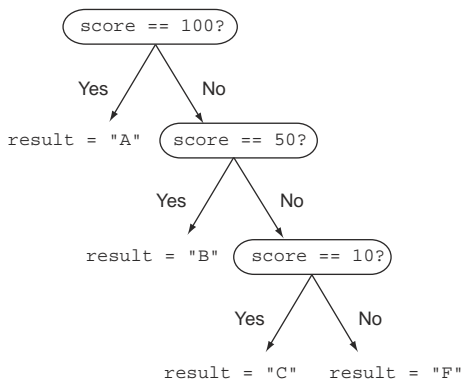 score == 100?
Yes
No
result = "A"
score == 50?
Yes
No
result = "B"
score == 10?
Yes
No
result = "C"
result = "F"